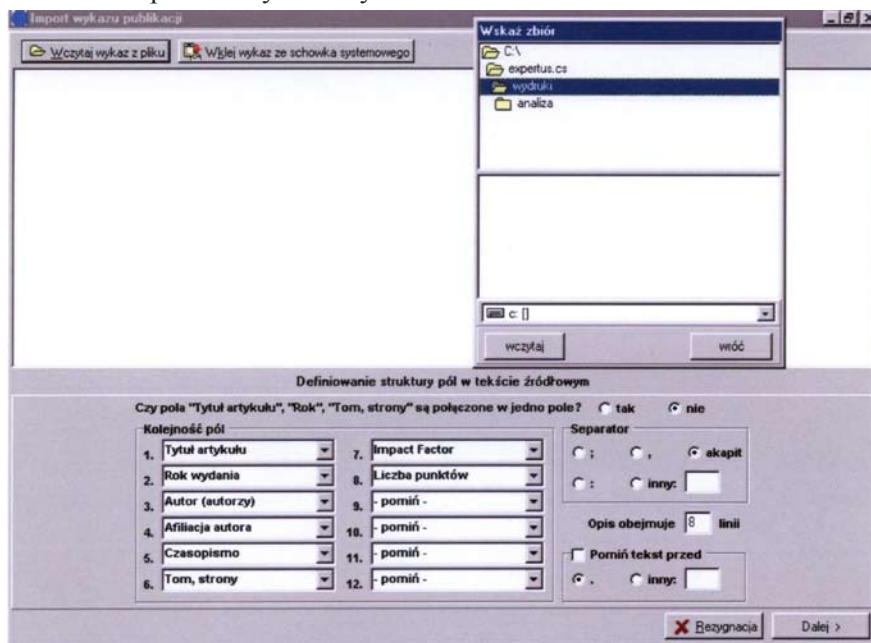 Import wykazu publikacji
Wczytaj wykaz z pliku
Wklej wykaz ze schowka systemowego
Wskaż zbiór
C:\
expertus.cs
wydruki
analiza
c: []
wczytaj
wróć
Definiowanie struktury pól w tekście źródłowym
Czy pola "Tytuł artykułu", "Rok", "Tom, strony" są połączone w jedno pole? tak nie
Kolejność pól
1. Tytuł artykułu
2. Rok wydania
3. Autor (autorzy)
4. Afiliacja autora
5. Czasopismo
6. Tom, strony
7. Impact Factor
8. Liczba punktów
9. - pomiń -
10. - pomiń -
11. - pomiń -
12. - pomiń -
Separator
; , akapit
: inny:
Opis obejmuje 8 linii
Pomiń tekst przed
. inny:
Rezygnacja
Dalej >